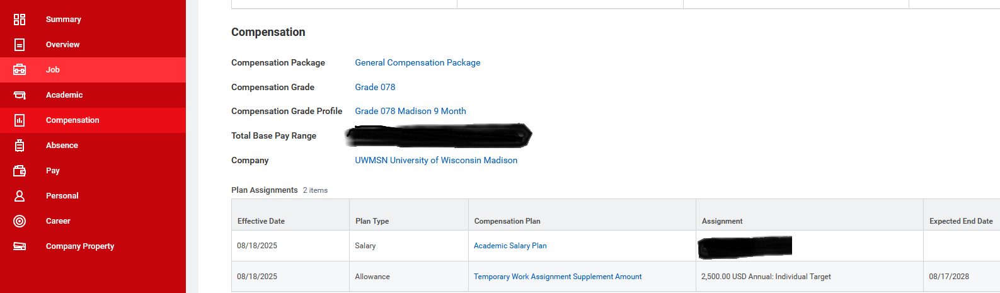 Summary
Overview
Job
Academic
Compensation
Absence
Pay
Personal
Career
Company Property
Compensation
Compensation Package General Compensation Package
Compensation Grade Grade 078
Compensation Grade Profile Grade 078 Madison 9 Month
Total Base Pay Range
Company UWMSN University of Wisconsin Madison
Plan Assignments 2 items
Effective Date Plan Type Compensation Plan Assignment Expected End Date
08/18/2025 Salary Academic Salary Plan
08/18/2025 Allowance Temporary Work Assignment Supplement Amount 2,500.00 USD Annual: Individual Target 08/17/2028